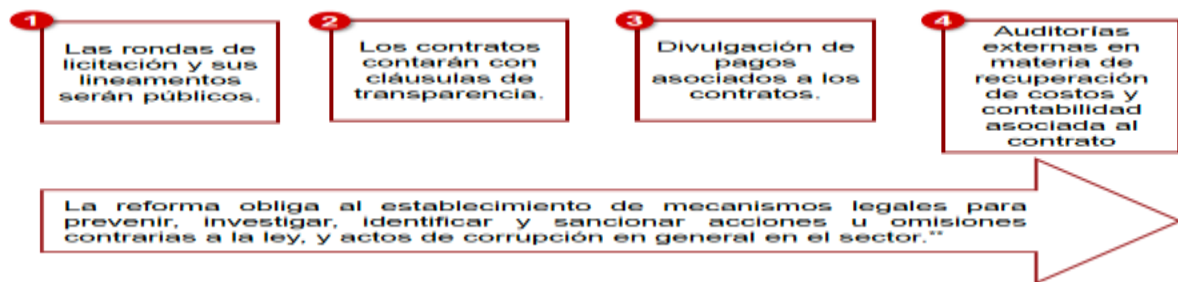 1
Las rondas de
licitación y sus
lineamentos
serán públicos.
2
Los contratos
contarán con
cláusulas de
transparencia.
3
Divulgación de
pagos
asociados a los
contratos.
4
Auditorías
externas en
materia de
recuperación
de costos y
contabilidad
asociada al
contrato
La reforma obliga al establecimiento de mecanismos legales para
prevenir, investigar, identificar y sancionar acciones u omisiones
contrarias a la ley, y actos de corrupción en general en el sector.**